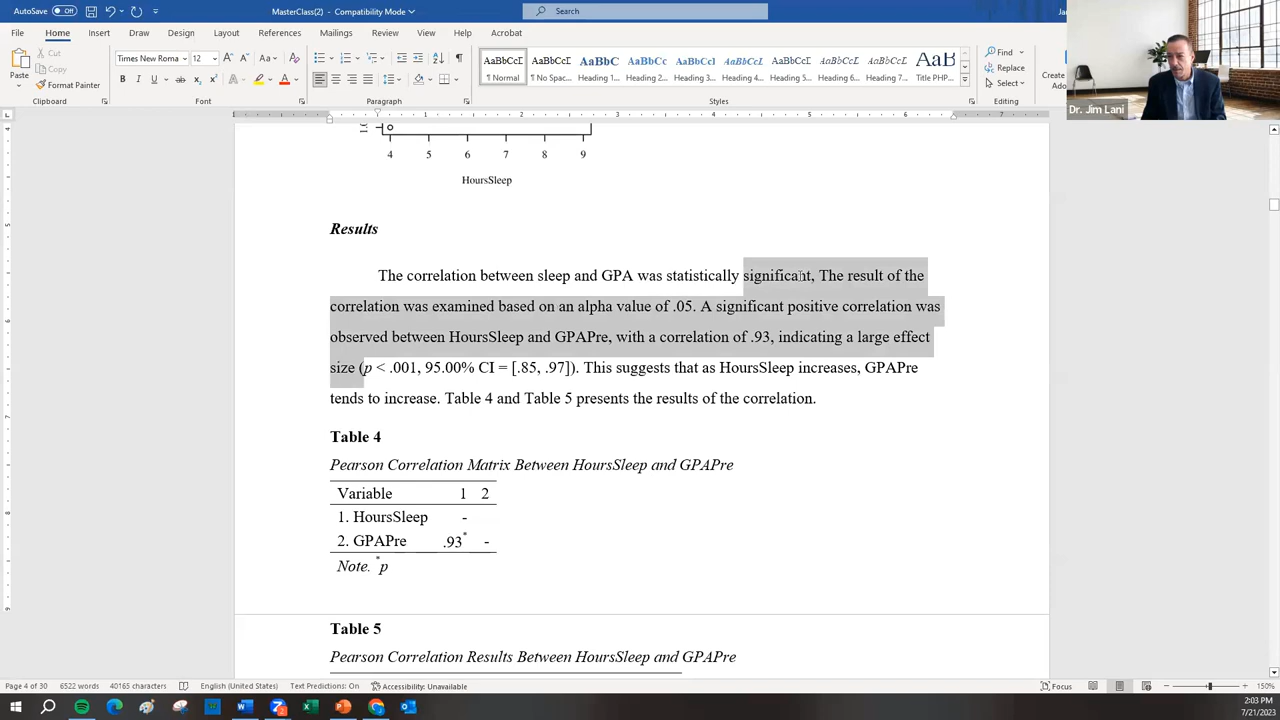 AutoSave Off MasterClass(2) - Compatibility Mode Search
File Home Insert Draw Design Layout References Mailings Review View Help Acrobat
Dr. Jim Lani
Paste Cut Copy Format Painter
Times New Roma 12
AaBbCcI AaBbCcI AaBbC AaBbCc AaBbCcI AaBbCcI AaBbCcI AaBbCcI AaBbCcI AaB
¶ Normal ¶ No Spac... Heading 1 Heading 2 Heading 3... Heading 4... Heading 5... Heading 6... Heading 7... Title PHP...
Find Replace Select
Create
Clipboard Font Paragraph Styles Editing
4 5 6 7 8 9
HoursSleep
Results
The correlation between sleep and GPA was statistically significant, The result of the
correlation was examined based on an alpha value of .05. A significant positive correlation was
observed between HoursSleep and GPAPre, with a correlation of .93, indicating a large effect
size (p < .001, 95.00% CI = [.85, .97]). This suggests that as HoursSleep increases, GPAPre
tends to increase. Table 4 and Table 5 presents the results of the correlation.
Table 4
Pearson Correlation Matrix Between HoursSleep and GPAPre
Variable 1 2
1. HoursSleep -
2. GPAPre .93* -
Note. *p
Table 5
Pearson Correlation Results Between HoursSleep and GPAPre
Page 4 of 30 6522 words 40165 characters English (United States) Text Predictions: On Accessibility: Unavailable Focus 150%
2:03 PM
7/21/2023